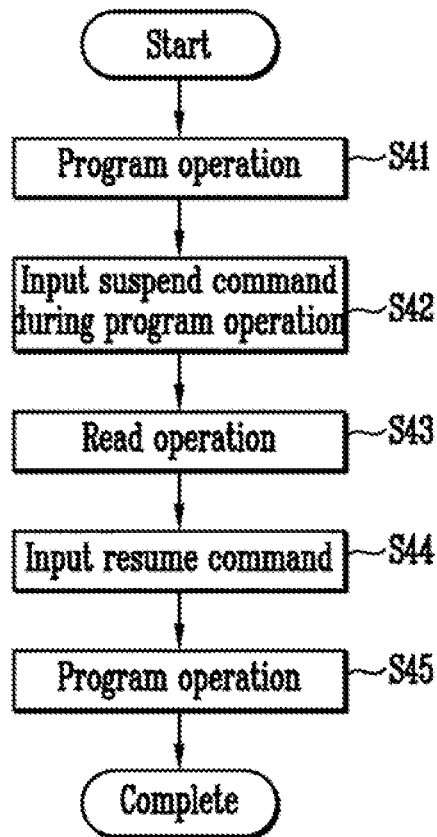 Start
Program operation
S41
Input suspend command
during program operation
S42
Read operation
S43
Input resume command
S44
Program operation
S45
Complete